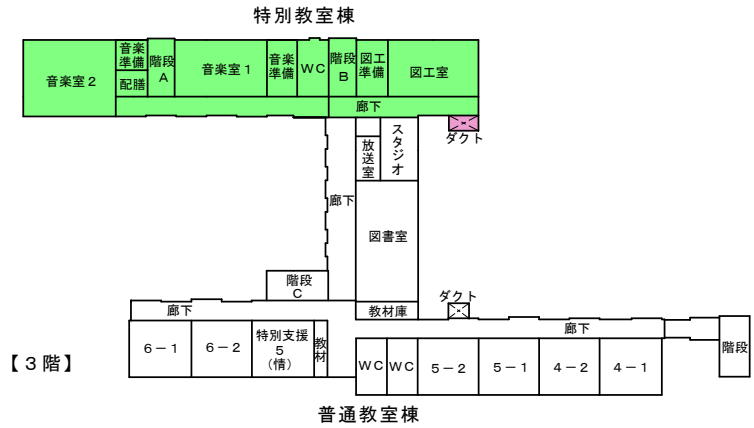 特別教室棟
音楽室２
音楽
準備
配膳
階段
A
音楽室１
音楽
準備
ＷＣ
階段
B
図工
準備
図工室
廊下
ダクト
放送室
スタジオ
廊下
図書室
階段
C
教材庫
ダクト
廊下
廊下
６－１
６－２
特別支援
５
（情）
教材
ＷＣ
ＷＣ
５－２
５－１
４－２
４－１
階段
【３階】
普通教室棟